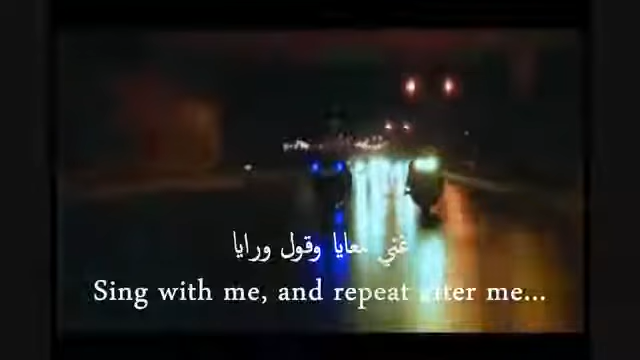 غني معايا وقول ورايا
Sing with me, and repeat after me...